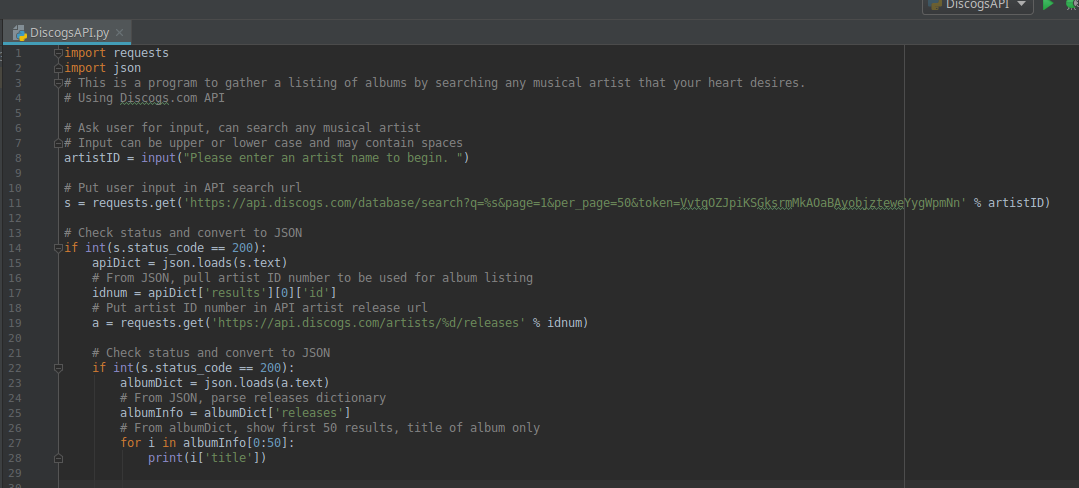 DiscogsAPI
DiscogsAPI.py ×
1 import requests
2 import json
3 # This is a program to gather a listing of albums by searching any musical artist that your heart desires.
4 # Using Discogs.com API
5
6 # Ask user for input, can search any musical artist
7 # Input can be upper or lower case and may contain spaces
8 artistID = input("Please enter an artist name to begin. ")
9
10 # Put user input in API search url
11 s = requests.get('https://api.discogs.com/database/search?q=%s&page=1&per_page=50&token=VvtqOZJpiKSGksrmMkAOaBAyobjzteweYygWpmNn' % artistID)
12
13 # Check status and convert to JSON
14 if int(s.status_code == 200):
15 apiDict = json.loads(s.text)
16 # From JSON, pull artist ID number to be used for album listing
17 idnum = apiDict['results'][0]['id']
18 # Put artist ID number in API artist release url
19 a = requests.get('https://api.discogs.com/artists/%d/releases' % idnum)
20
21 # Check status and convert to JSON
22 if int(s.status_code == 200):
23 albumDict = json.loads(a.text)
24 # From JSON, parse releases dictionary
25 albumInfo = albumDict['releases']
26 # From albumDict, show first 50 results, title of album only
27 for i in albumInfo[0:50]:
28 print(i['title'])
29
30